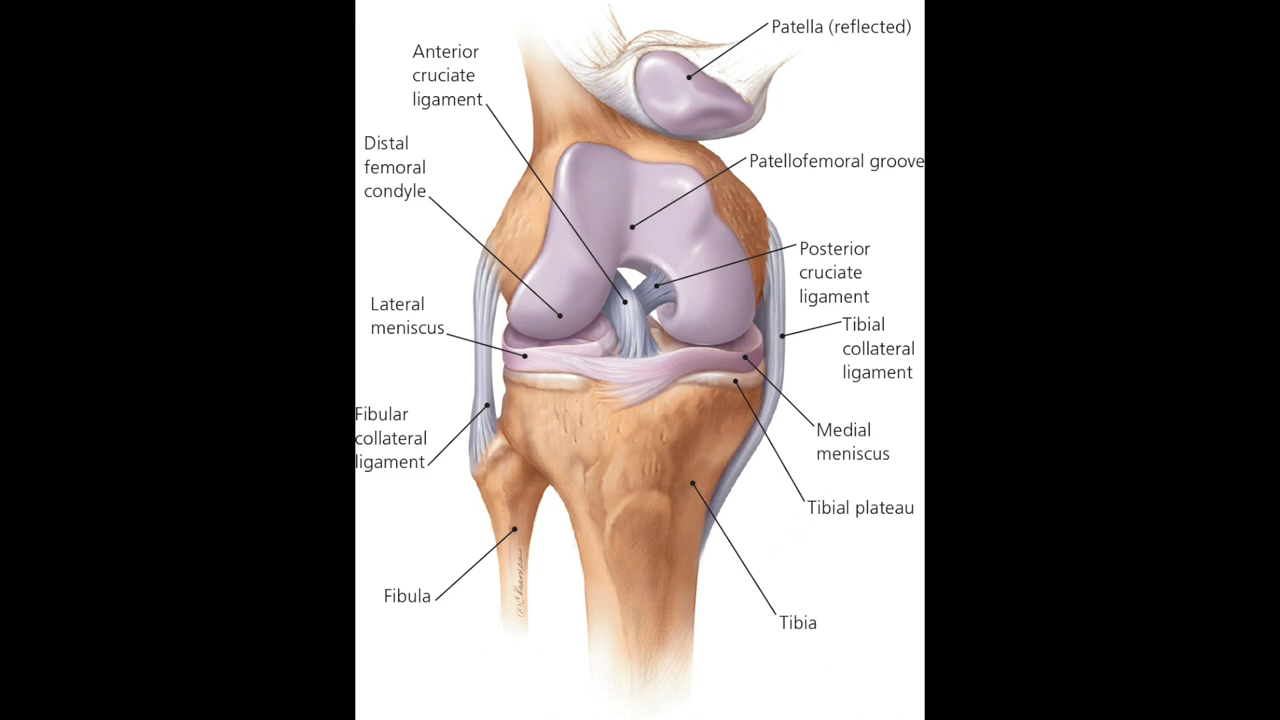 Patella (reflected)
Anterior
cruciate
ligament
Distal
femoral
condyle
Patellofemoral groove
Posterior
cruciate
ligament
Lateral
meniscus
Tibial
collateral
ligament
Fibular
collateral
ligament
Medial
meniscus
Tibial plateau
Fibula
Tibia